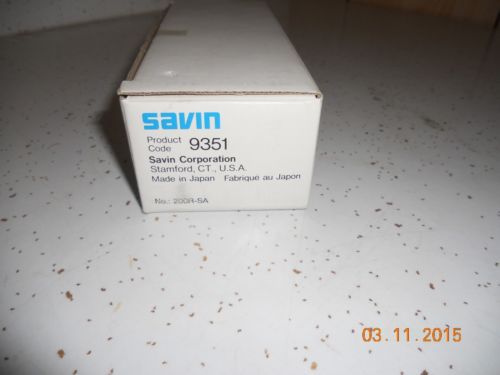 savin
Product Code 9351
Savin Corporation
Stamford, CT., U.S.A.
Made in Japan Fabriqué au Japon
No.: 200R-SA
03.11.2015